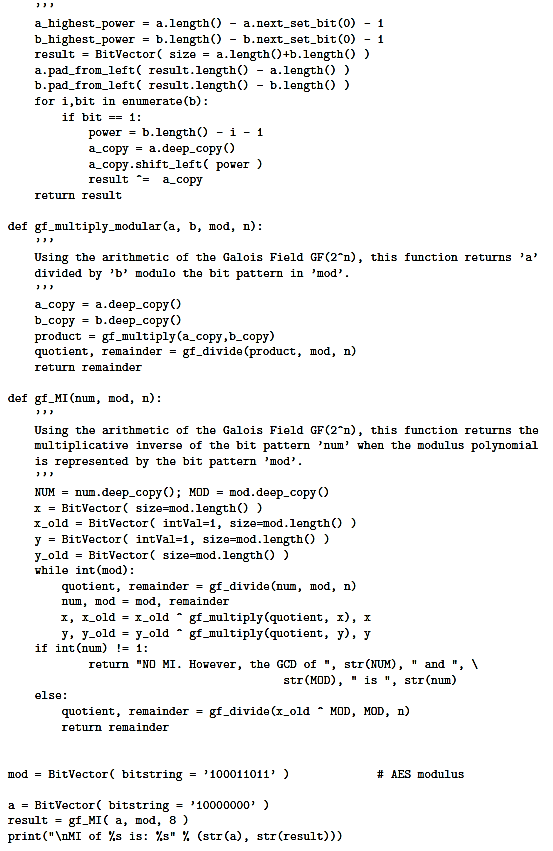 ’’’
a_highest_power = a.length() - a.next_set_bit(0) - 1
b_highest_power = b.length() - b.next_set_bit(0) - 1
result = BitVector( size = a.length()+b.length() )
a.pad_from_left( result.length() - a.length() )
b.pad_from_left( result.length() - b.length() )
for i,bit in enumerate(b):
if bit == 1:
power = b.length() - i - 1
a_copy = a.deep_copy()
a_copy.shift_left( power )
result ^=  a_copy
return result
def gf_multiply_modular(a, b, mod, n):
’’’
Using the arithmetic of the Galois Field GF(2^n), this function returns ’a’
divided by ’b’ modulo the bit pattern in ’mod’.
’’’
a_copy = a.deep_copy()
b_copy = b.deep_copy()
product = gf_multiply(a_copy,b_copy)
quotient, remainder = gf_divide(product, mod, n)
return remainder
def gf_MI(num, mod, n):
’’’
Using the arithmetic of the Galois Field GF(2^n), this function returns the
multiplicative inverse of the bit pattern ’num’ when the modulus polynomial
is represented by the bit pattern ’mod’.
’’’
NUM = num.deep_copy(); MOD = mod.deep_copy()
x = BitVector( size=mod.length() )
x_old = BitVector( intVal=1, size=mod.length() )
y = BitVector( intVal=1, size=mod.length() )
y_old = BitVector( size=mod.length() )
while int(mod):
quotient, remainder = gf_divide(num, mod, n)
num, mod = mod, remainder
x, x_old = x_old ^ gf_multiply(quotient, x), x
y, y_old = y_old ^ gf_multiply(quotient, y), y
if int(num) != 1:
return "NO MI. However, the GCD of ", str(NUM), " and ", \
str(MOD), " is ", str(num)
else:
quotient, remainder = gf_divide(x_old ^ MOD, MOD, n)
return remainder
mod = BitVector( bitstring = ’100011011’ )             # AES modulus
a = BitVector( bitstring = ’10000000’ )
result = gf_MI( a, mod, 8 )
print("\nMI of %s is: %s" % (str(a), str(result)))